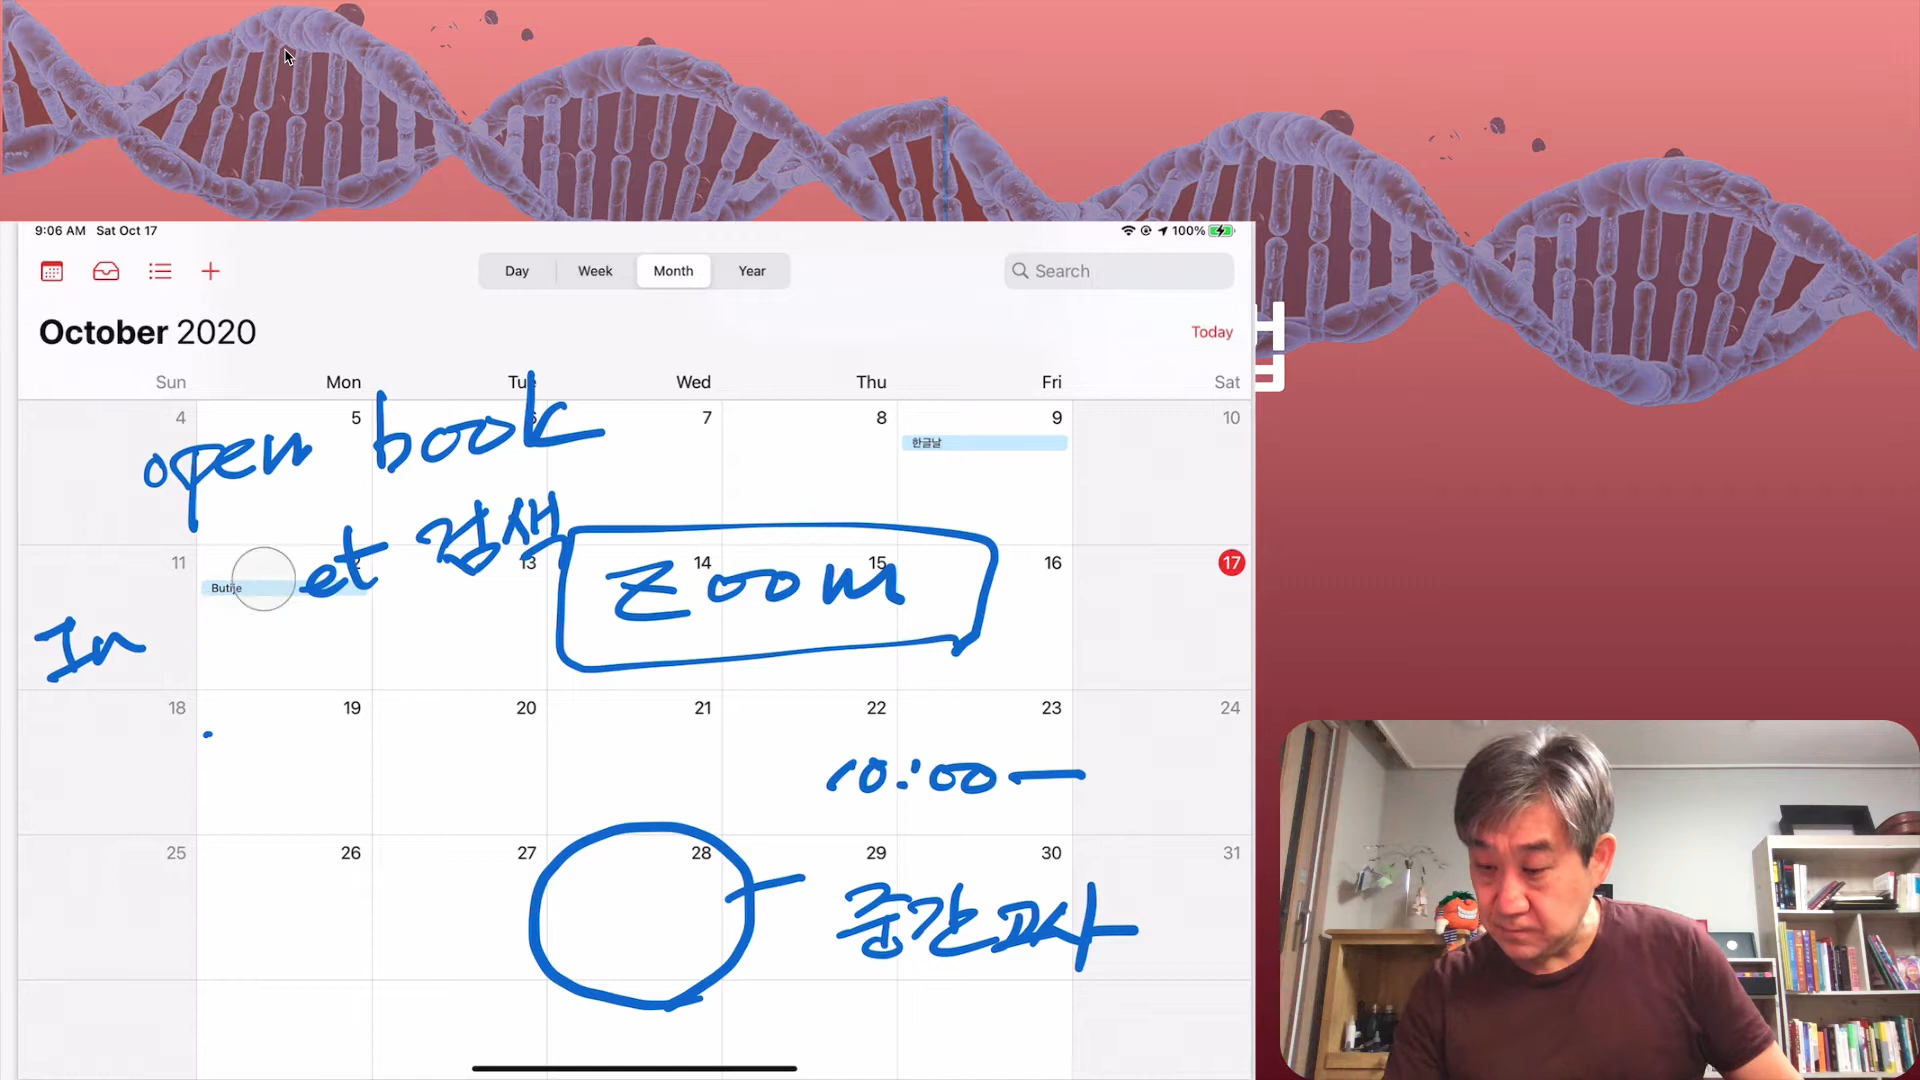 9:06 AM Sat Oct 17
100%
Day Week Month Year
Search
October 2020
Today
Sun Mon Tue Wed Thu Fri Sat
4 5 6 7 8 9 10
한글날
open book
et 검색
11 13 14 15 16 17
Zoom
In
18 19 20 21 22 23 24
10:00
25 26 27 28 29 30 31
중간고사